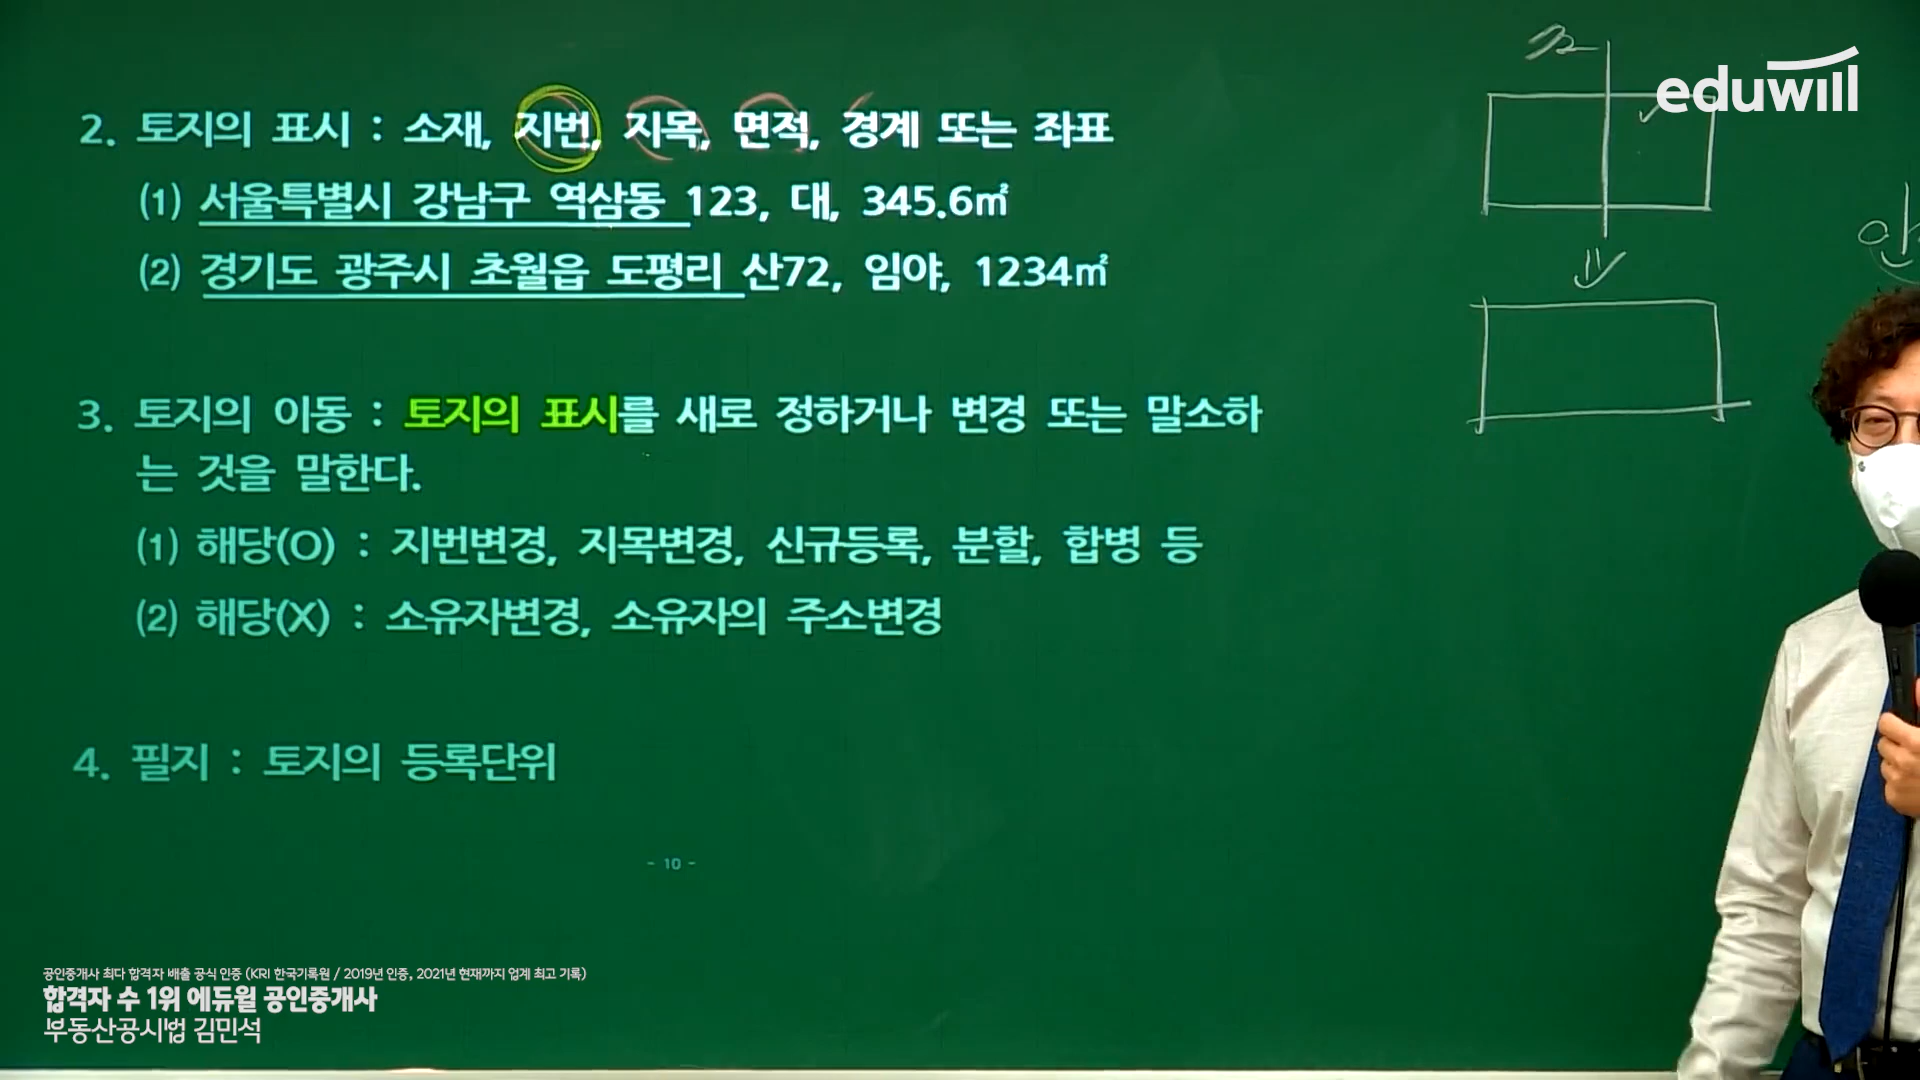 eduwill
2. 토지의 표시 : 소재, 지번, 지목, 면적, 경계 또는 좌표
(1) 서울특별시 강남구 역삼동 123, 대, 345.6㎡
(2) 경기도 광주시 초월읍 도평리 산72, 임야, 1234㎡
3. 토지의 이동 : 토지의 표시를 새로 정하거나 변경 또는 말소하
는 것을 말한다.
(1) 해당(O) : 지번변경, 지목변경, 신규등록, 분할, 합병 등
(2) 해당(X) : 소유자변경, 소유자의 주소변경
4. 필지 : 토지의 등록단위
- 10 -
공인중개사 최다 합격자 배출 공식 인증 (KRI 한국기록원 / 2019년 인증, 2021년 현재까지 업계 최고 기록)
합격자 수 1위 에듀윌 공인중개사
부동산공시법 김민석